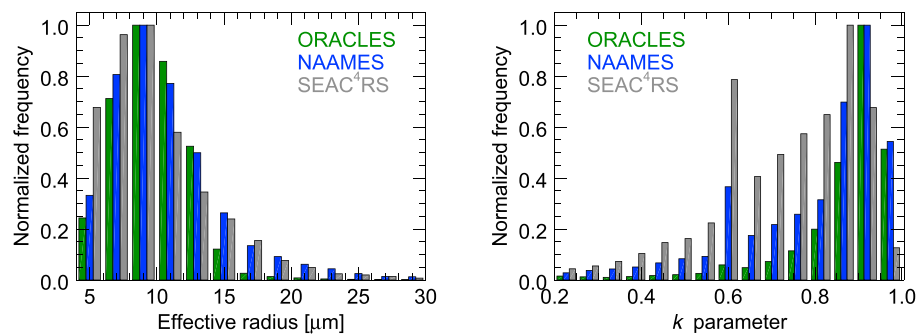 Normalized frequency
1.0
0.8
0.6
0.4
0.2
0.0
5 10 15 20 25 30
Effective radius [μm]
ORACLES
NAAMES
SEAC⁴RS
Normalized frequency
1.0
0.8
0.6
0.4
0.2
0.0
0.2 0.4 0.6 0.8 1.0
k parameter
ORACLES
NAAMES
SEAC⁴RS